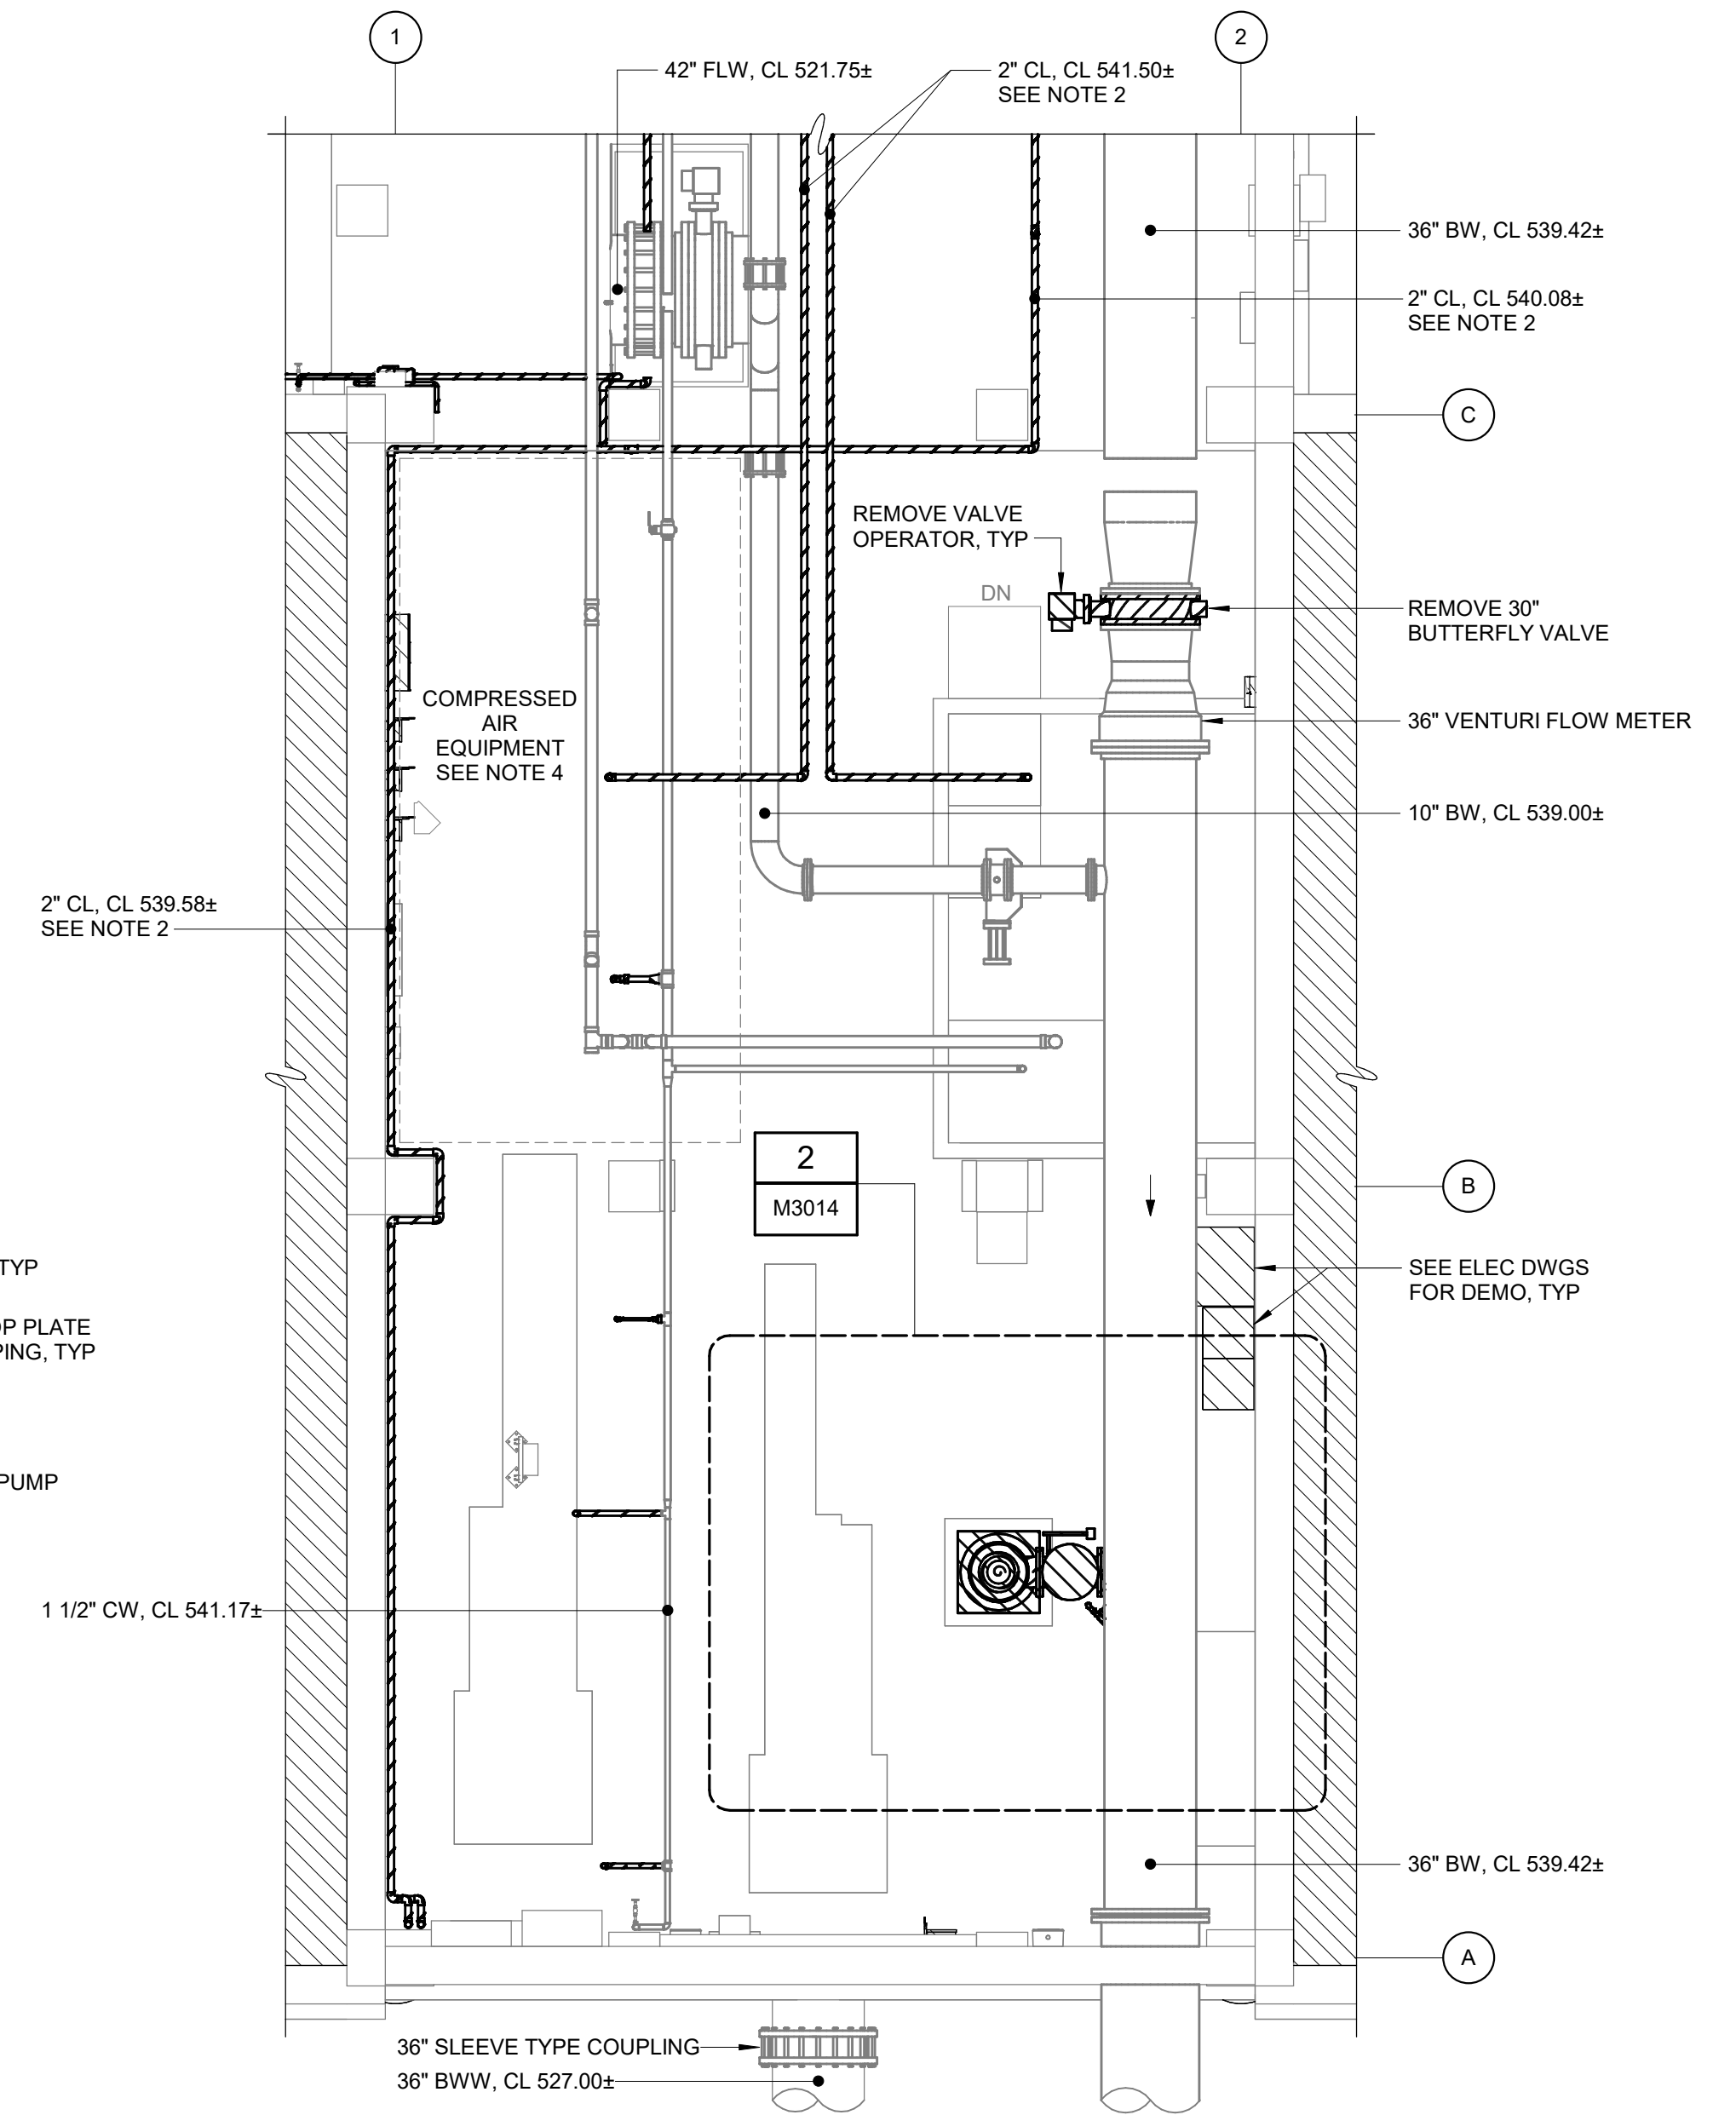 1
2
42" FLW, CL 521.75±
2" CL, CL 541.50±
SEE NOTE 2
36" BW, CL 539.42±
2" CL, CL 540.08±
SEE NOTE 2
C
REMOVE VALVE
OPERATOR, TYP
DN
REMOVE 30"
BUTTERFLY VALVE
COMPRESSED
AIR
EQUIPMENT
SEE NOTE 4
36" VENTURI FLOW METER
10" BW, CL 539.00±
2" CL, CL 539.58±
SEE NOTE 2
2
M3014
B
TYP
SEE ELEC DWGS
FOR DEMO, TYP
OP PLATE
PING, TYP
PUMP
1 1/2" CW, CL 541.17±
36" BW, CL 539.42±
A
36" SLEEVE TYPE COUPLING
36" BWW, CL 527.00±